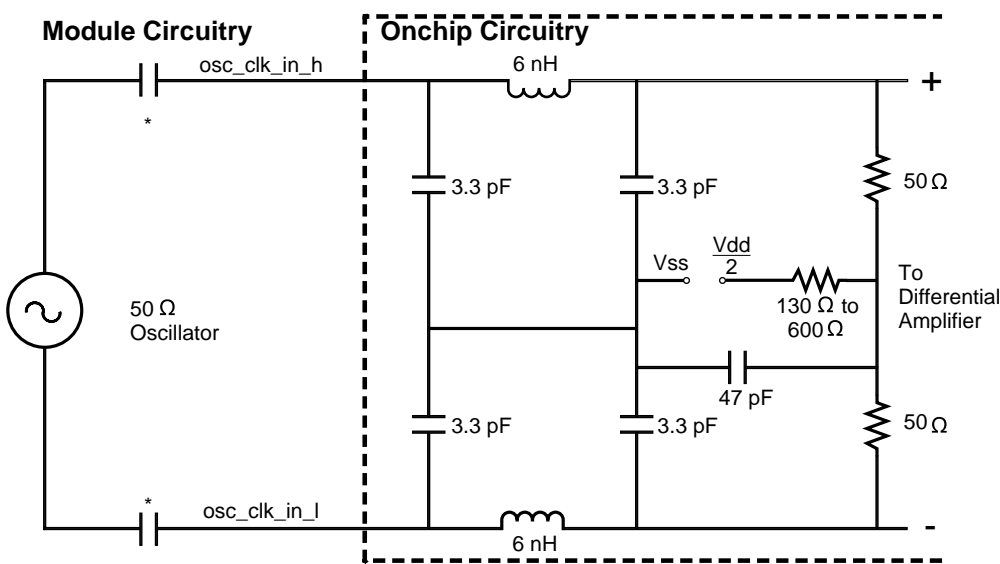 Module Circuitry
Onchip Circuitry
osc_clk_in_h
6 nH
+
*
3.3 pF
3.3 pF
50 Ω
Vss
Vdd
2
To
Differential
Amplifier
50 Ω
Oscillator
130 Ω to
600 Ω
47 pF
3.3 pF
3.3 pF
50 Ω
*
osc_clk_in_l
6 nH
-